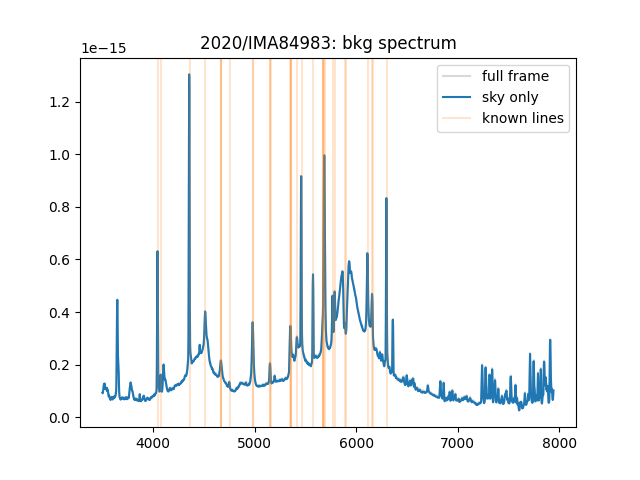 2020/IMA84983: bkg spectrum
1e−15
full frame
sky only
known lines
1.2
1.0
0.8
0.6
0.4
0.2
0.0
4000 5000 6000 7000 8000